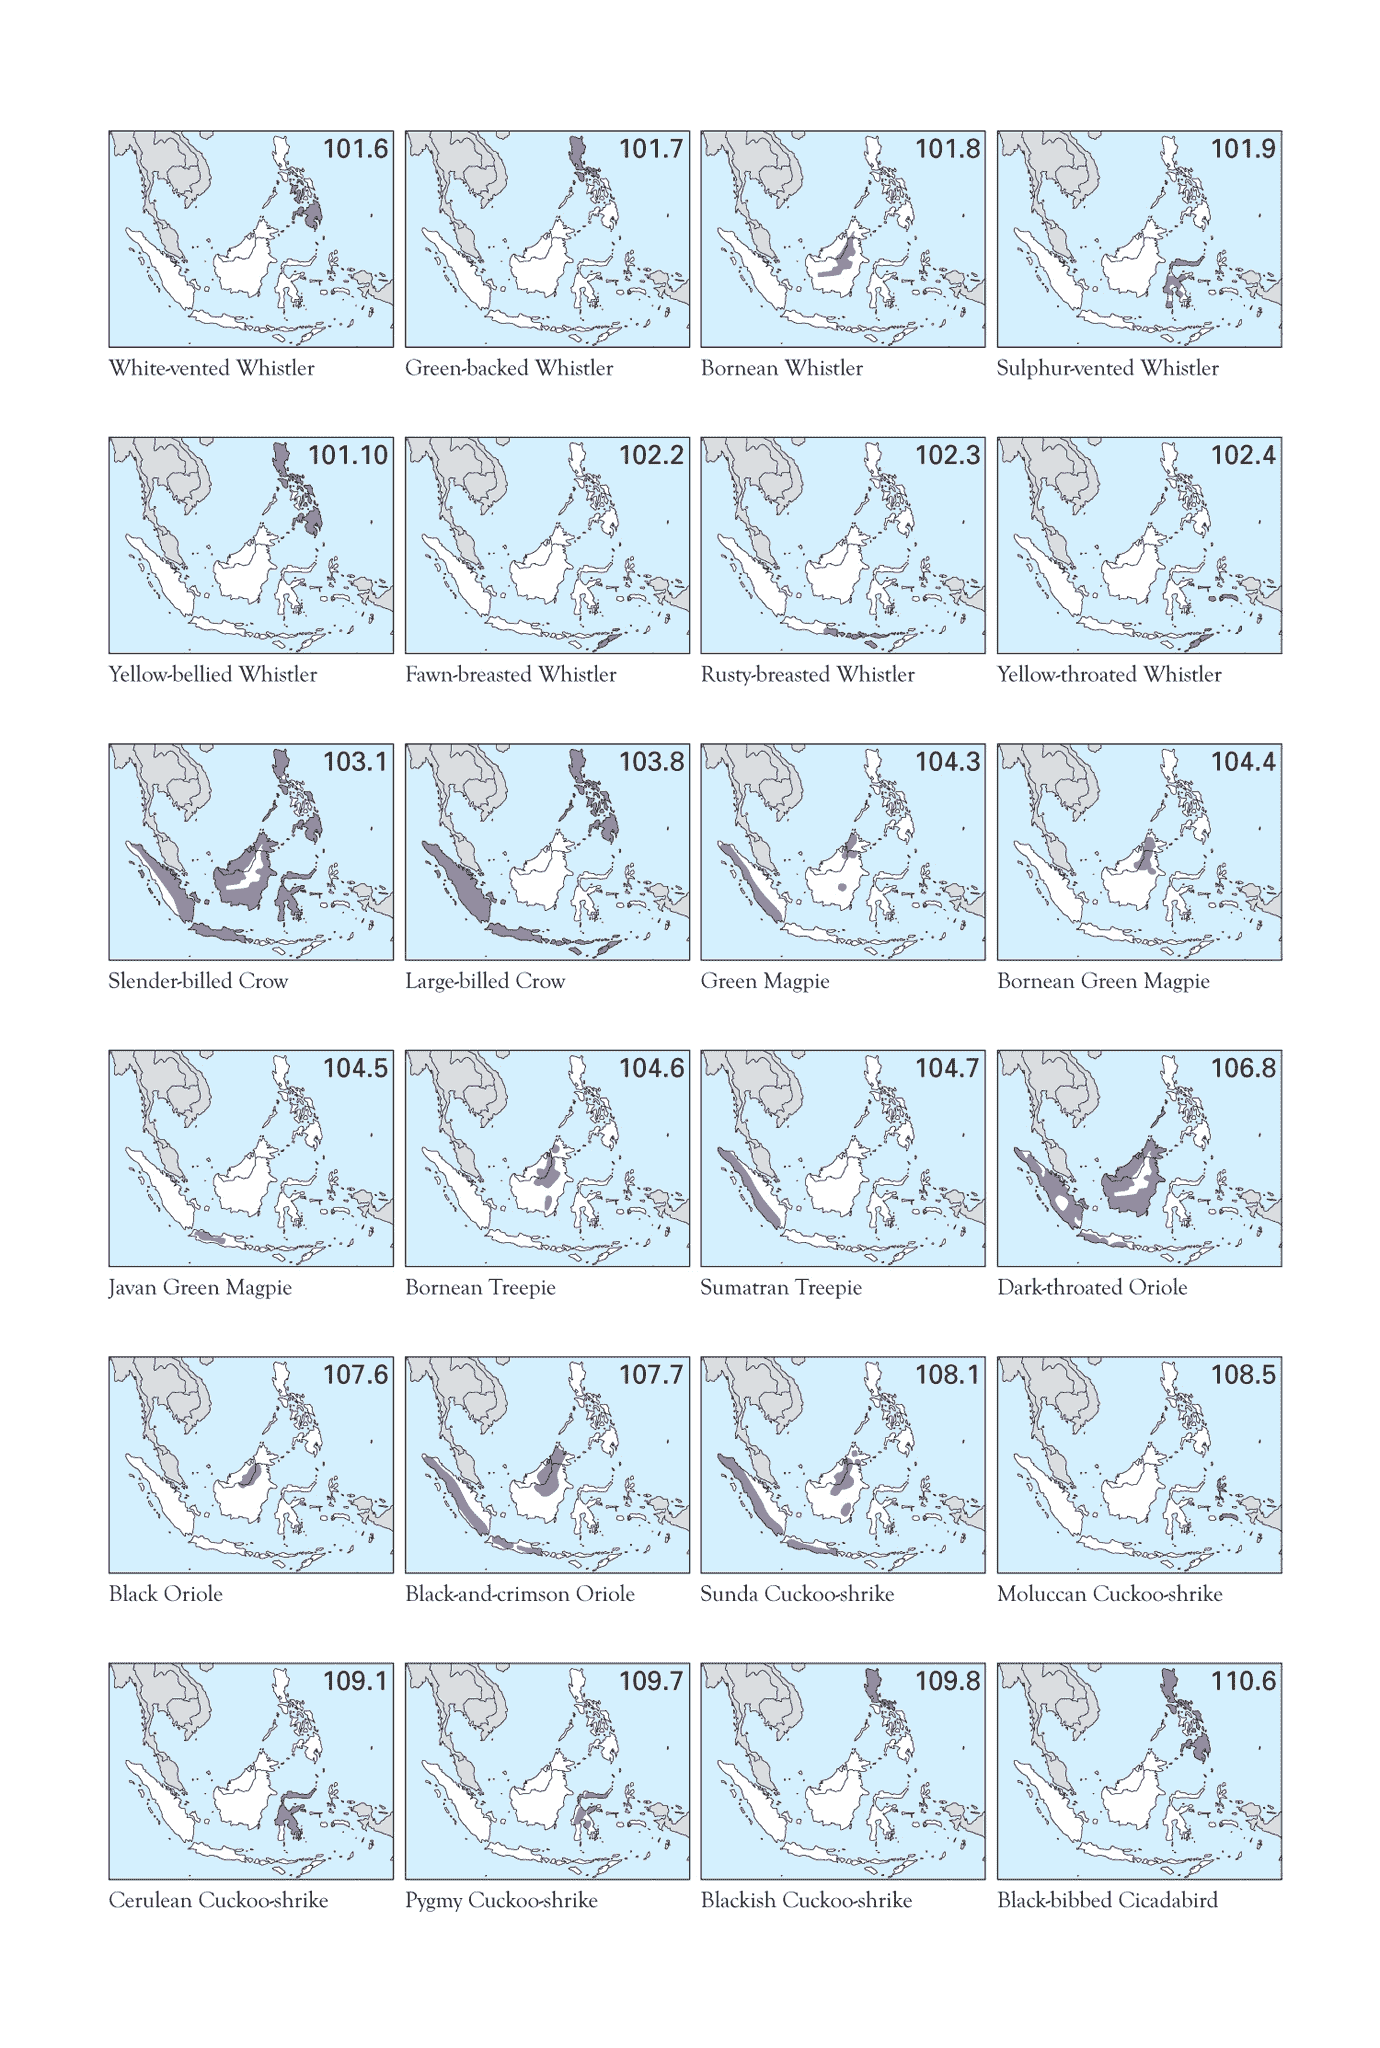 101.6
101.7
101.8
101.9
White-vented Whistler
Green-backed Whistler
Bornean Whistler
Sulphur-vented Whistler
101.10
102.2
102.3
102.4
Yellow-bellied Whistler
Fawn-breasted Whistler
Rusty-breasted Whistler
Yellow-throated Whistler
103.1
103.8
104.3
104.4
Slender-billed Crow
Large-billed Crow
Green Magpie
Bornean Green Magpie
104.5
104.6
104.7
106.8
Javan Green Magpie
Bornean Treepie
Sumatran Treepie
Dark-throated Oriole
107.6
107.7
108.1
108.5
Black Oriole
Black-and-crimson Oriole
Sunda Cuckoo-shrike
Moluccan Cuckoo-shrike
109.1
109.7
109.8
110.6
Cerulean Cuckoo-shrike
Pygmy Cuckoo-shrike
Blackish Cuckoo-shrike
Black-bibbed Cicadabird